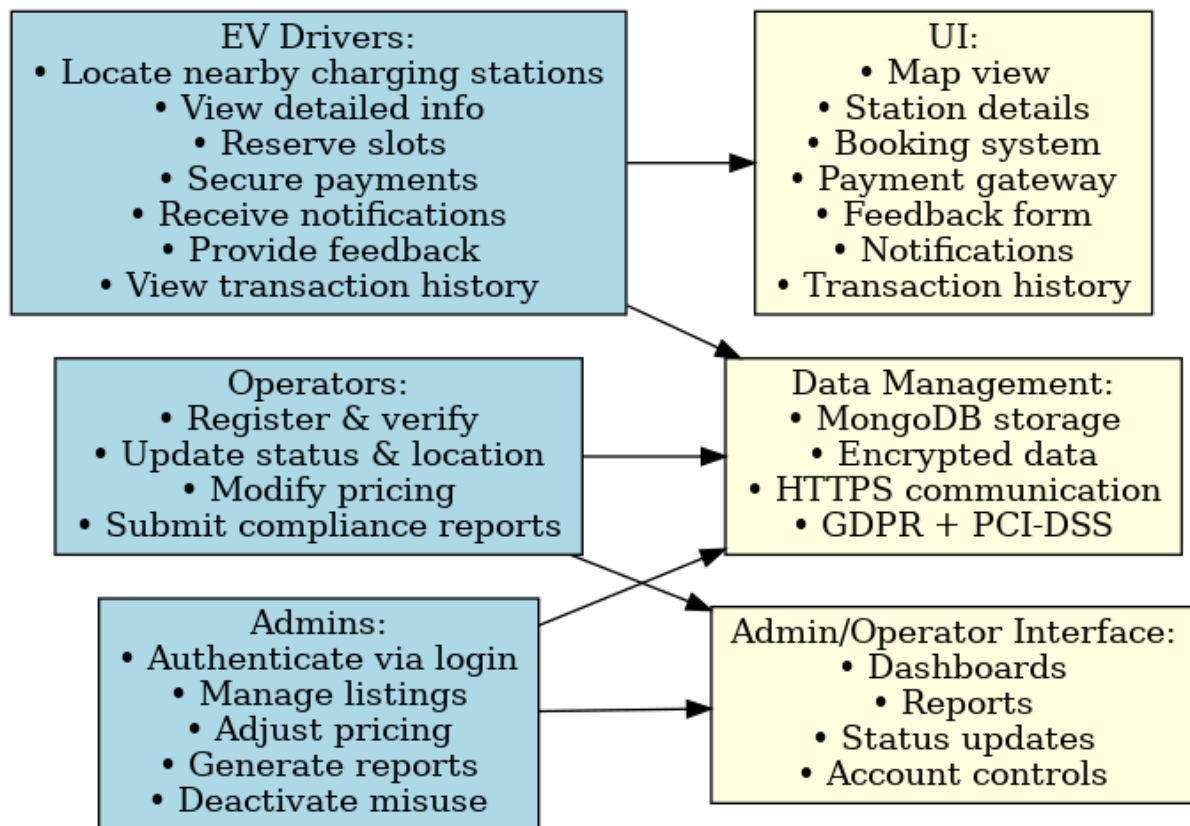 EV Drivers:
• Locate nearby charging stations
• View detailed info
• Reserve slots
• Secure payments
• Receive notifications
• Provide feedback
• View transaction history
UI:
• Map view
• Station details
• Booking system
• Payment gateway
• Feedback form
• Notifications
• Transaction history
Operators:
• Register & verify
• Update status & location
• Modify pricing
• Submit compliance reports
Data Management:
• MongoDB storage
• Encrypted data
• HTTPS communication
• GDPR + PCI-DSS
Admins:
• Authenticate via login
• Manage listings
• Adjust pricing
• Generate reports
• Deactivate misuse
Admin/Operator Interface:
• Dashboards
• Reports
• Status updates
• Account controls